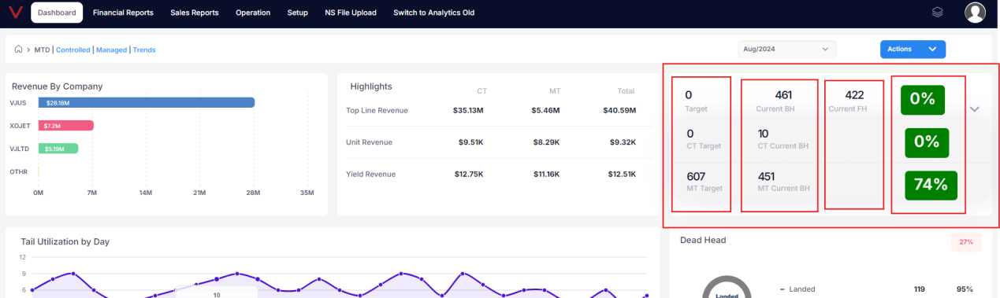 Dashboard Financial Reports Sales Reports Operation Setup NS File Upload Switch to Analytics Old
> MTD | Controlled | Managed | Trends
Aug/2024
Actions
Revenue By Company
VJUS $28.18M
XOJET $7.2M
VJLTD $5.19M
OTHR
0M 7M 14M 21M 28M 35M
Highlights CT MT Total
Top Line Revenue $35.13M $5.46M $40.59M
Unit Revenue $9.51K $8.29K $9.32K
Yield Revenue $12.75K $11.16K $12.51K
0 461 422 0%
Target Current BH Current FH
0 10 0%
CT Target CT Current BH
607 451 74%
MT Target MT Current BH
Tail Utilization by Day
12
9
6
10
Dead Head 27%
Landed
– Landed 119 95%